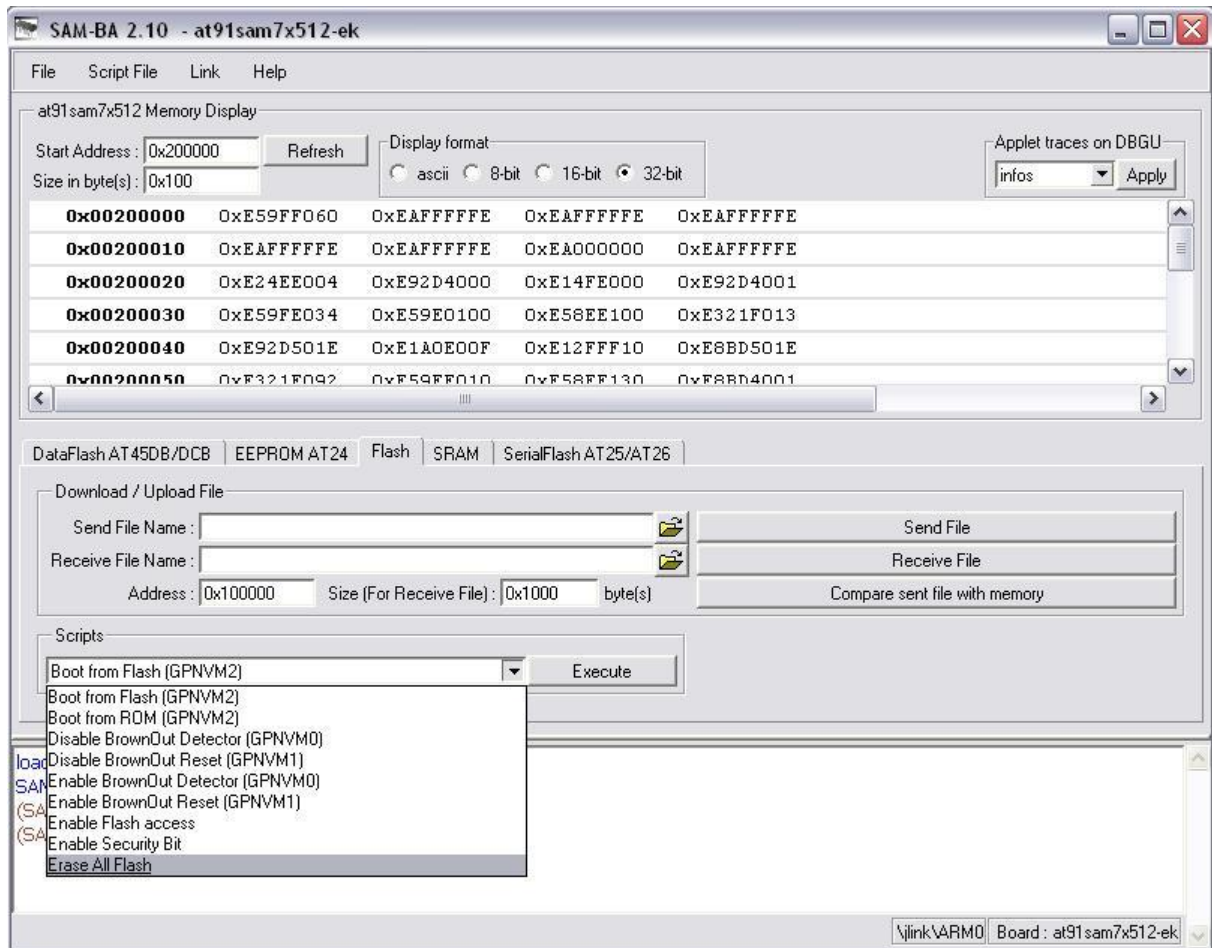 SAM-BA 2.10 - at91sam7x512-ek
File Script File Link Help
at91sam7x512 Memory Display
Start Address : 0x200000 Refresh
Size in byte(s) : 0x100
Display format
ascii 8-bit 16-bit 32-bit
Applet traces on DBGU
infos Apply
0x00200000 0xE59FF060 0xEAFFFFFE 0xEAFFFFFE 0xEAFFFFFE
0x00200010 0xEAFFFFFE 0xEAFFFFFE 0xEA000000 0xEAFFFFFE
0x00200020 0xE24EE004 0xE92D4000 0xE14FE000 0xE92D4001
0x00200030 0xE59FE034 0xE59E0100 0xE58EE100 0xE321F013
0x00200040 0xE92D501E 0xE1A0E00F 0xE12FFF10 0xE8BD501E
0x00200050 0xE321F092 0xE59FE010 0xE58EE130 0xE8BD4001
DataFlash AT45DB/DCB EEPROM AT24 Flash SRAM SerialFlash AT25/AT26
Download / Upload File
Send File Name : Send File
Receive File Name : Receive File
Address : 0x100000 Size (For Receive File) : 0x1000 byte(s) Compare sent file with memory
Scripts
Boot from Flash (GPNVM2) Execute
Boot from Flash (GPNVM2)
Boot from ROM (GPNVM2)
Disable BrownOut Detector (GPNVM0)
Disable BrownOut Reset (GPNVM1)
Enable BrownOut Detector (GPNVM0)
Enable BrownOut Reset (GPNVM1)
Enable Flash access
Enable Security Bit
Erase All Flash
\jlink\ARM0 Board : at91sam7x512-ek